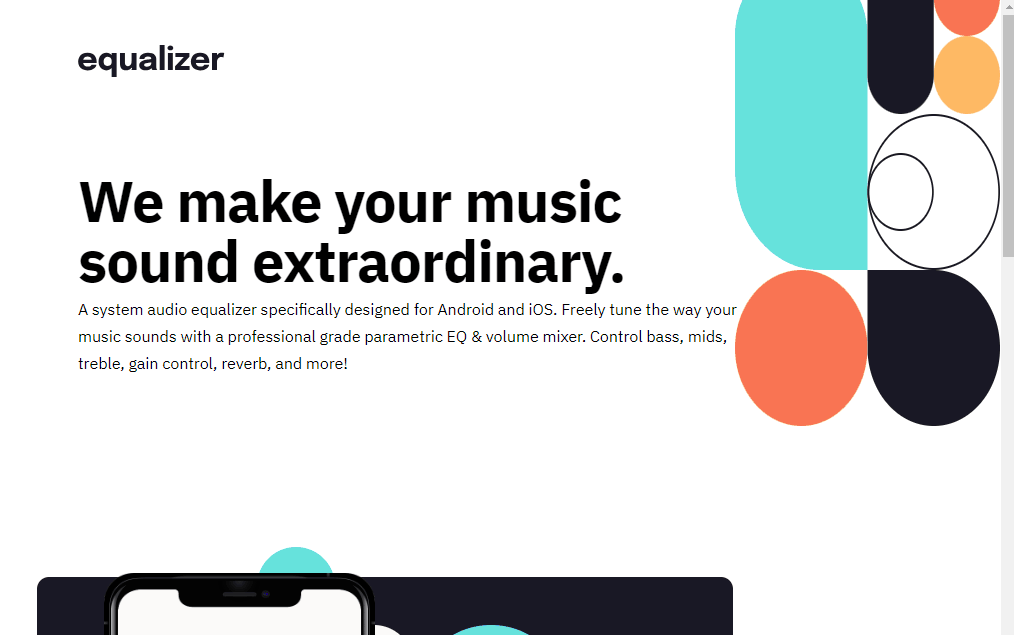 equalizer
We make your music
sound extraordinary.
A system audio equalizer specifically designed for Android and iOS. Freely tune the way your
music sounds with a professional grade parametric EQ & volume mixer. Control bass, mids,
treble, gain control, reverb, and more!